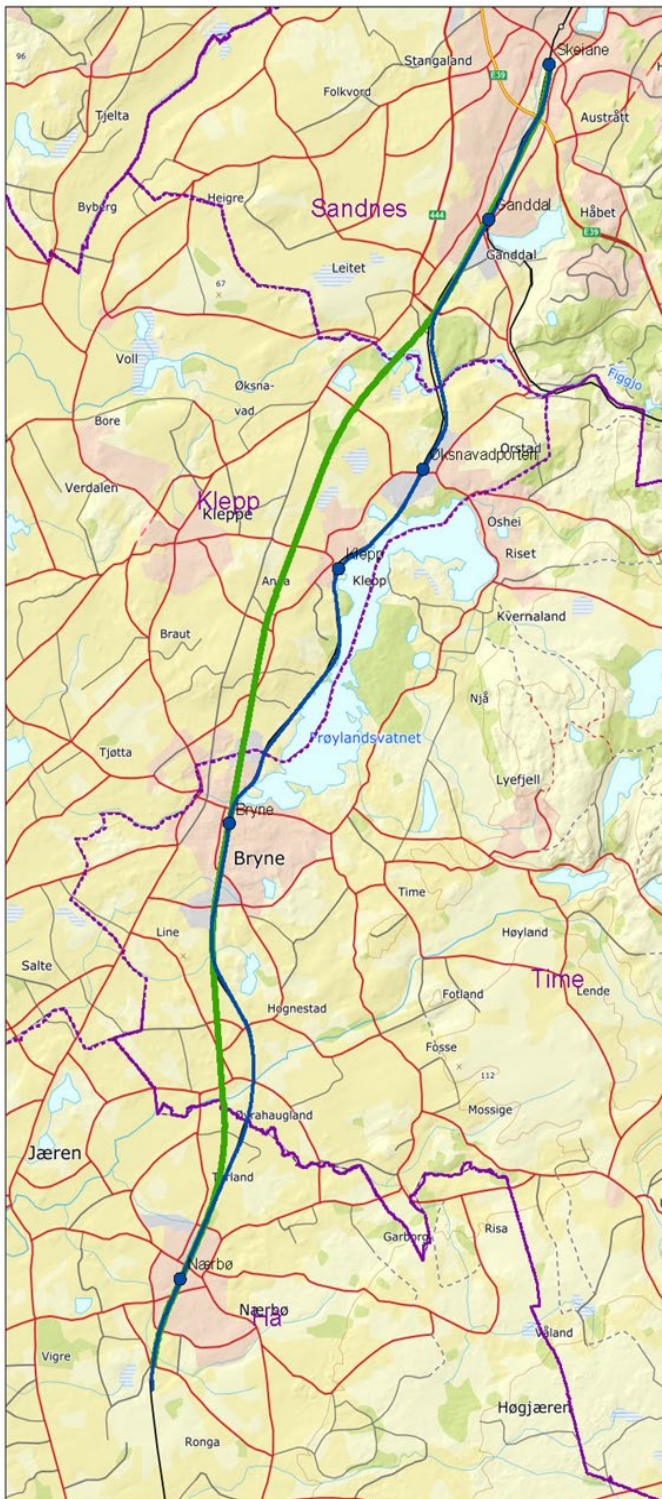 96
Stangaland
E39
Skeiane
Tjelta
Folkvord
Austrått
Byberg
Heigre
Sandnes
444
Ganddal
Håbet
E39
Ganddal
Leitet
67
Voll
Øksna-
vad
Figgjo
Bore
Orstad
Øksnavadporten
Verdalen
Klepp
Kleppe
Oshei
Riset
Klepp
Klepp
Anda
Kvernaland
Braut
Njå
Frøylandsvatnet
Tjøtta
Lyefjell
Bryne
Bryne
Time
Line
Høyland
Salte
Time
Lende
Fotland
Hognestad
Fosse
112
Mossige
Jæren
Tårland
Garborg
Risa
Nærbø
Nærbø
Hå
Våland
Vigre
Høgjæren
Ronga